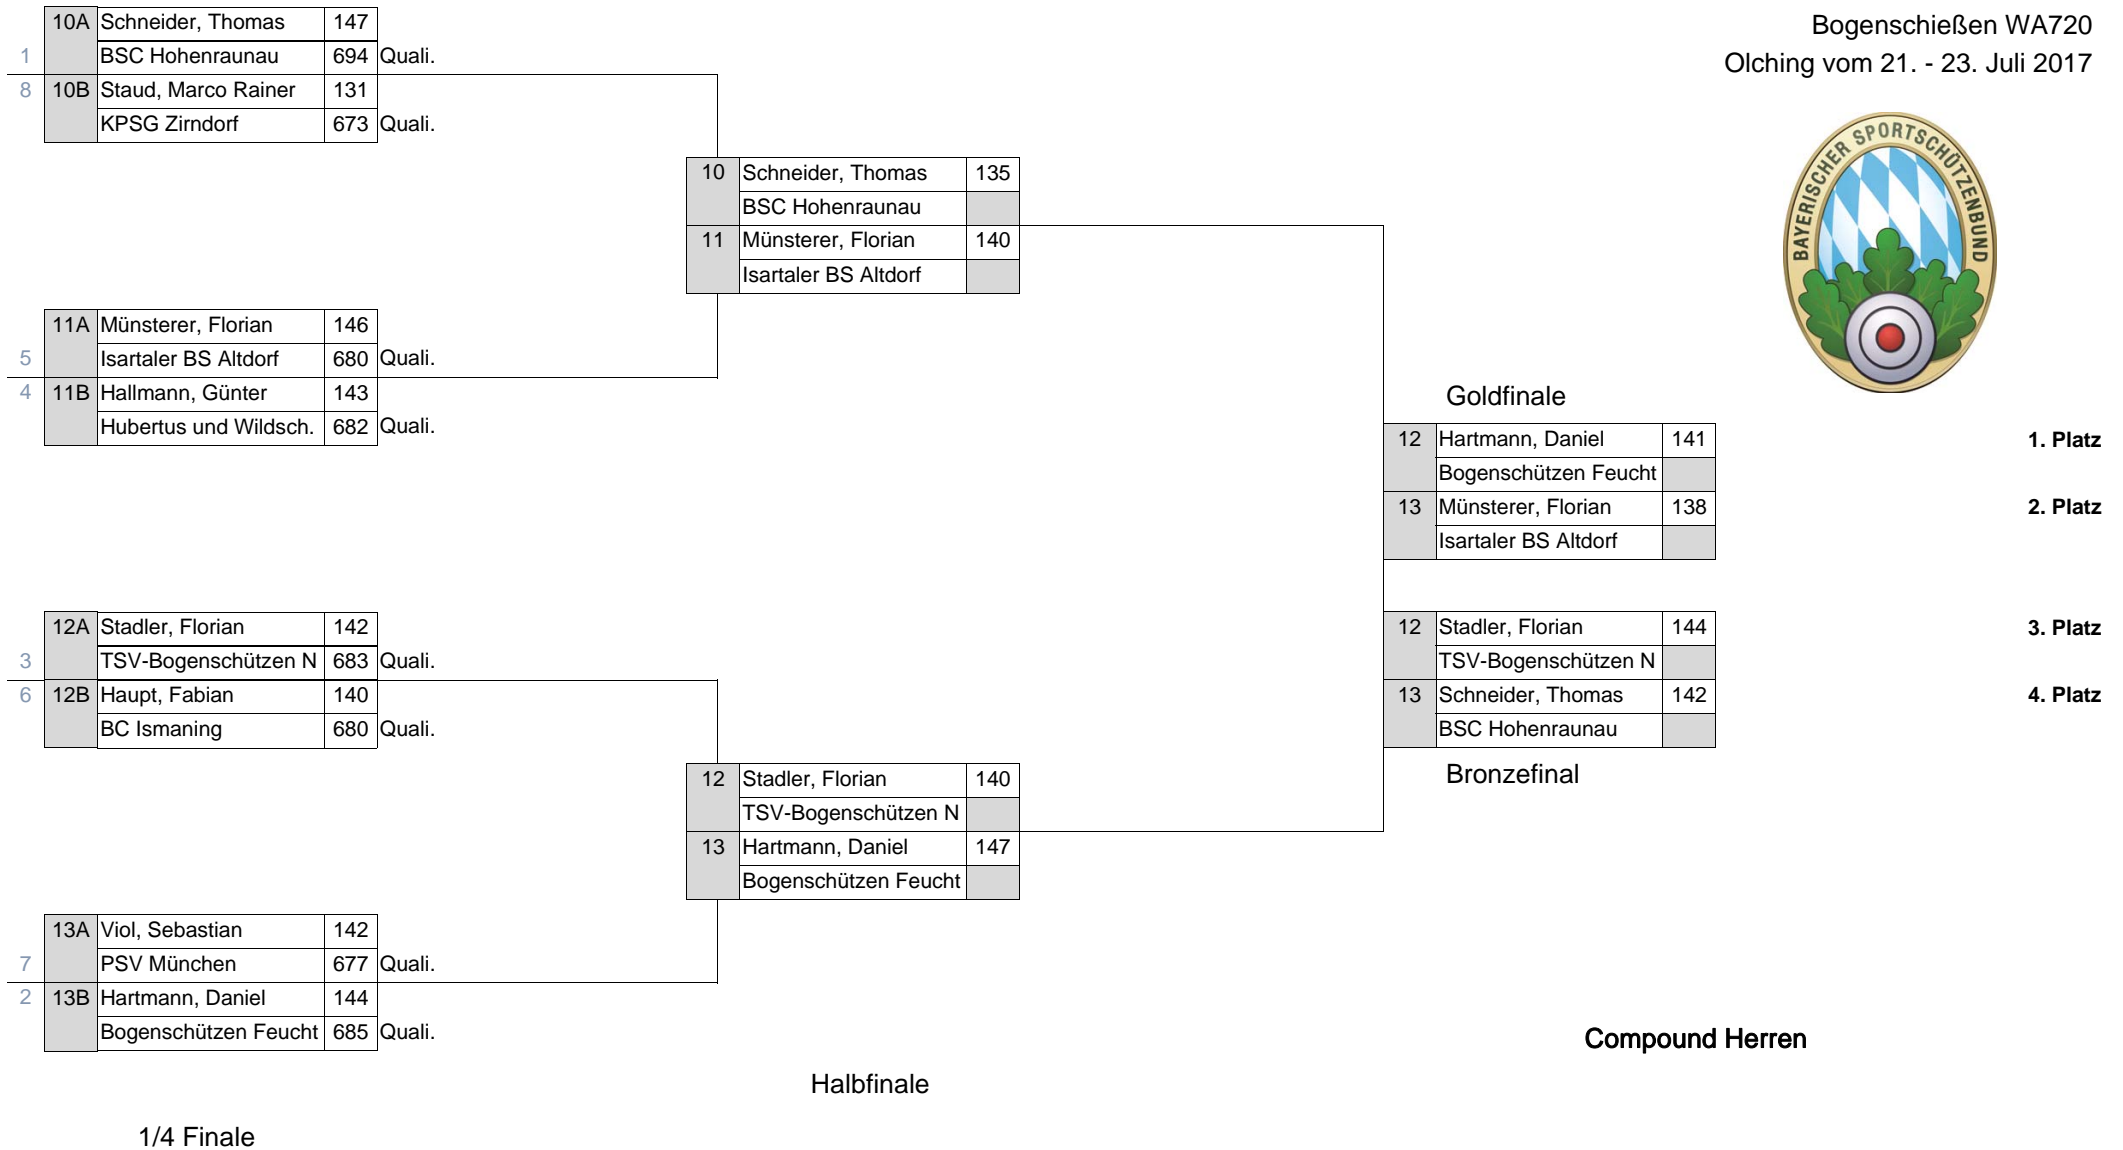 Bogenschießen WA720
Olching vom 21. - 23. Juli 2017
BAYERISCHER SPORTSCHÜTZENBUND
10A Schneider, Thomas 147
1 BSC Hohenraunau 694 Quali.
8 10B Staud, Marco Rainer 131
KPSG Zirndorf 673 Quali.
10 Schneider, Thomas 135
BSC Hohenraunau
11 Münsterer, Florian 140
Isartaler BS Altdorf
11A Münsterer, Florian 146
5 Isartaler BS Altdorf 680 Quali.
4 11B Hallmann, Günter 143
Hubertus und Wildsch. 682 Quali.
Goldfinale
12 Hartmann, Daniel 141 1. Platz
Bogenschützen Feucht
13 Münsterer, Florian 138 2. Platz
Isartaler BS Altdorf
12A Stadler, Florian 142
3 TSV-Bogenschützen N 683 Quali.
6 12B Haupt, Fabian 140
BC Ismaning 680 Quali.
12 Stadler, Florian 144 3. Platz
TSV-Bogenschützen N
13 Schneider, Thomas 142 4. Platz
BSC Hohenraunau
Bronzefinal
12 Stadler, Florian 140
TSV-Bogenschützen N
13 Hartmann, Daniel 147
Bogenschützen Feucht
13A Viol, Sebastian 142
7 PSV München 677 Quali.
2 13B Hartmann, Daniel 144
Bogenschützen Feucht 685 Quali.
Compound Herren
Halbfinale
1/4 Finale